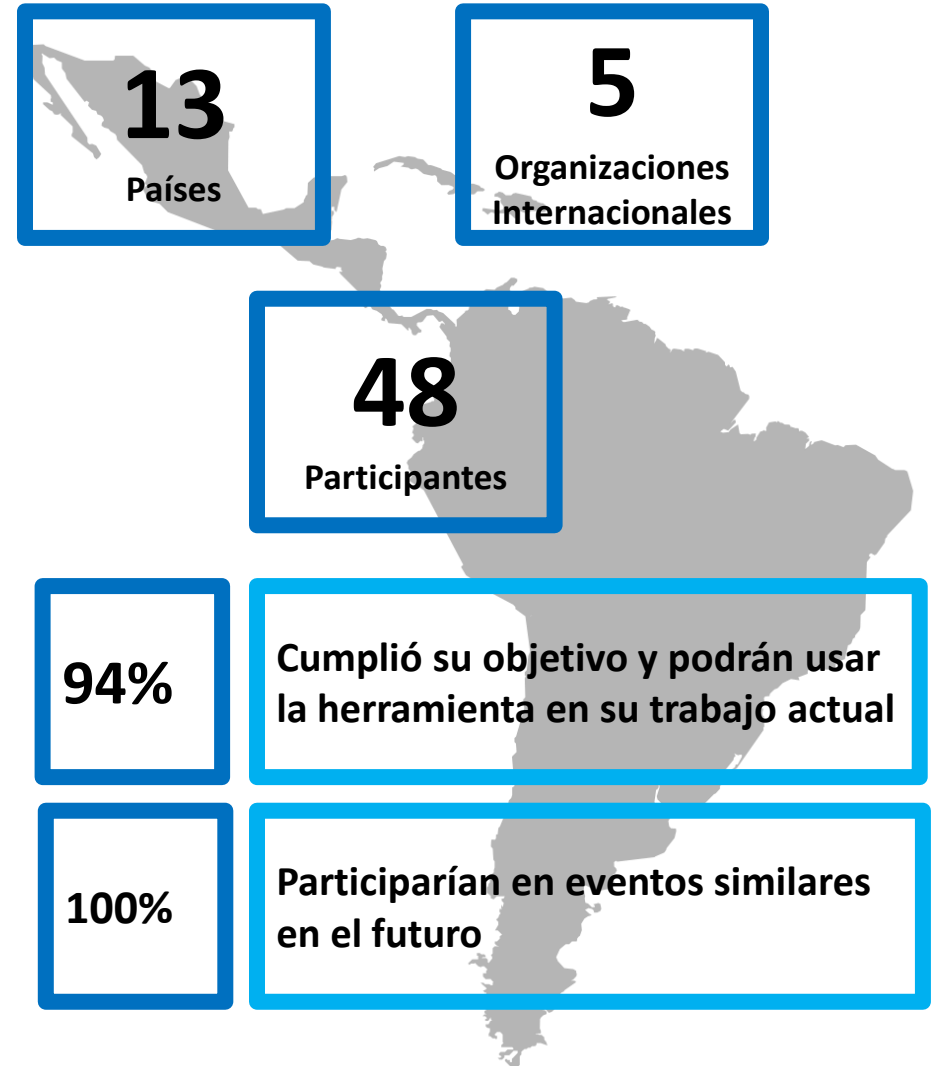 13
Países
5
Organizaciones
Internacionales
48
Participantes
94%
Cumplió su objetivo y podrán usar
la herramienta en su trabajo actual
100%
Participarían en eventos similares
en el futuro